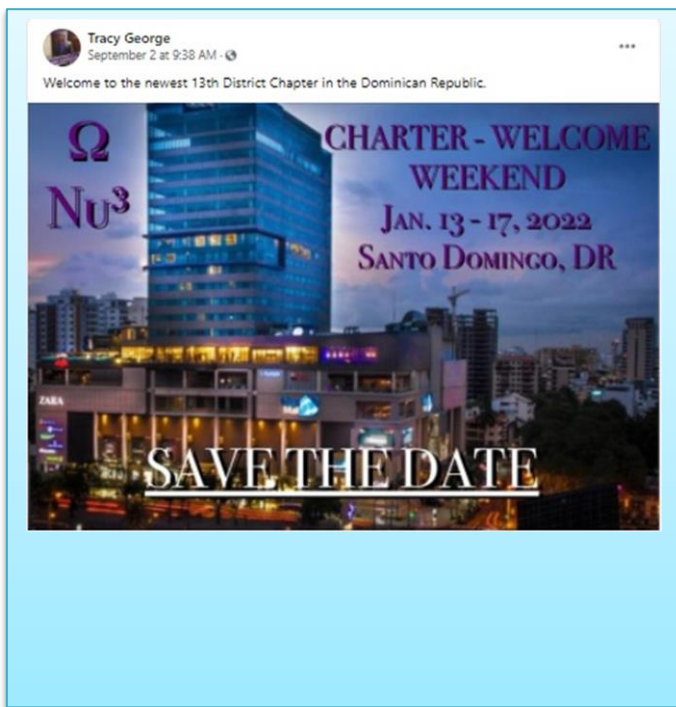 Tracy George
September 2 at 9:38 AM ·
Welcome to the newest 13th District Chapter in the Dominican Republic.
Ω
NU³
CHARTER - WELCOME
WEEKEND
JAN. 13 - 17, 2022
SANTO DOMINGO, DR
ZARA
Mall
SAVE THE DATE